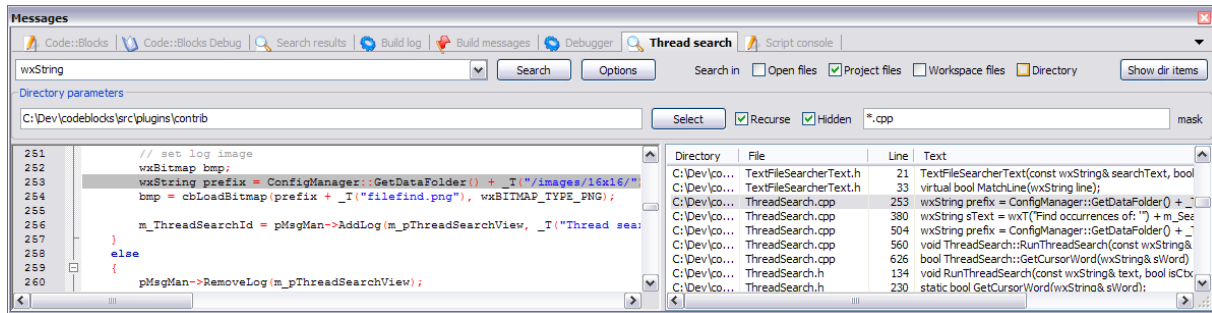 Messages
Code::Blocks Code::Blocks Debug Search results Build log Build messages Debugger Thread search Script console
wxString Search Options Search in Open files Project files Workspace files Directory Show dir items
Directory parameters
C:\Dev\codeblocks\src\plugins\contrib Select Recurse Hidden *.cpp mask
251 // set log image
252 wxBitmap bmp;
253 wxString prefix = ConfigManager::GetDataFolder() + _T("/images/16x16/"
254 bmp = cbLoadBitmap(prefix + _T("filefind.png"), wxBITMAP_TYPE_PNG);
255
256 m_ThreadSearchId = pMsgMan->AddLog(m_pThreadSearchView, _T("Thread sear
257 }
258 else
259 {
260 pMsgMan->RemoveLog(m_pThreadSearchView);
Directory File Line Text
C:\Dev\co... TextFileSearcherText.h 21 TextFileSearcherText(const wxString& searchText, bool
C:\Dev\co... TextFileSearcherText.h 33 virtual bool MatchLine(wxString line);
C:\Dev\co... ThreadSearch.cpp 253 wxString prefix = ConfigManager::GetDataFolder() + _T
C:\Dev\co... ThreadSearch.cpp 380 wxString sText = wxT("Find occurrences of: '") + m_Sea
C:\Dev\co... ThreadSearch.cpp 504 wxString prefix = ConfigManager::GetDataFolder() + _T
C:\Dev\co... ThreadSearch.cpp 560 void ThreadSearch::RunThreadSearch(const wxString&
C:\Dev\co... ThreadSearch.cpp 626 bool ThreadSearch::GetCursorWord(wxString& sWord)
C:\Dev\co... ThreadSearch.h 134 void RunThreadSearch(const wxString& text, bool isCtx
C:\Dev\co... ThreadSearch.h 230 static bool GetCursorWord(wxString& sWord);